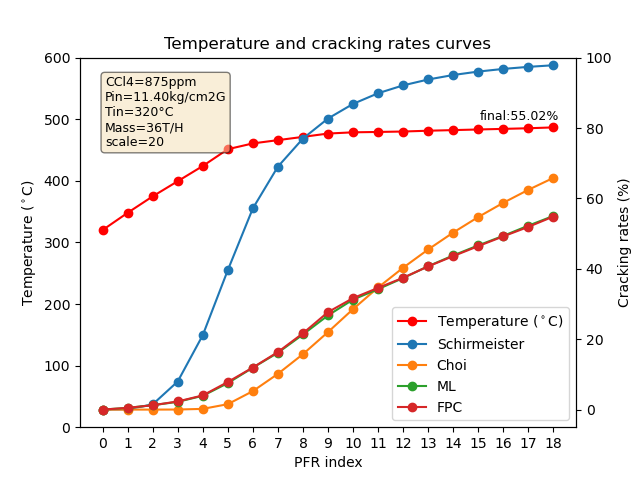 Temperature and cracking rates curves
CCl4=875ppm
Pin=11.40kg/cm2G
Tin=320°C
Mass=36T/H
scale=20
final:55.02%
Temperature (°C)
600
500
400
300
200
100
0
Cracking rates (%)
100
80
60
40
20
0
Temperature (°C)
Schirmeister
Choi
ML
FPC
0 1 2 3 4 5 6 7 8 9 10 11 12 13 14 15 16 17 18
PFR index